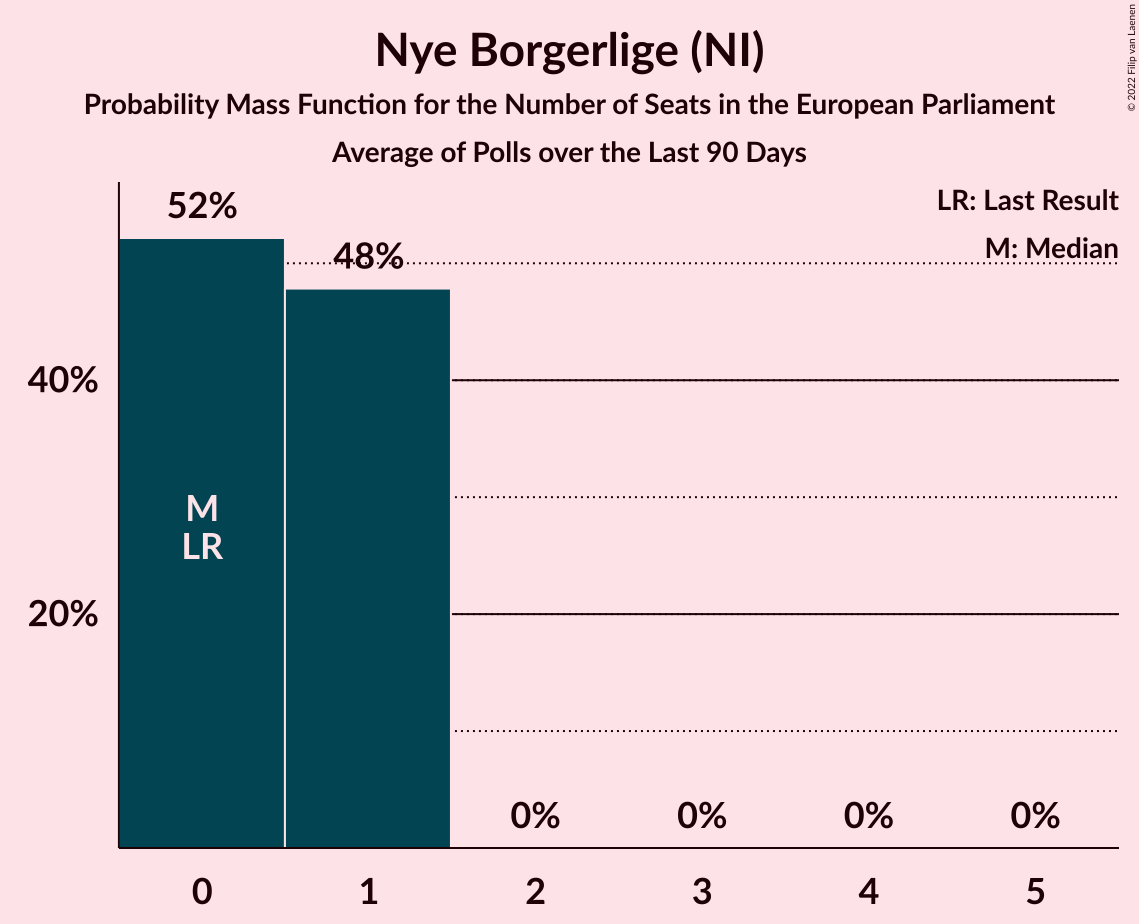 Nye Borgerlige (NI)
Probability Mass Function for the Number of Seats in the European Parliament
Average of Polls over the Last 90 Days
© 2022 Filip van Laenen
LR: Last Result
M: Median
52%
48%
40%
20%
M
LR
0% 0% 0% 0%
0 1 2 3 4 5